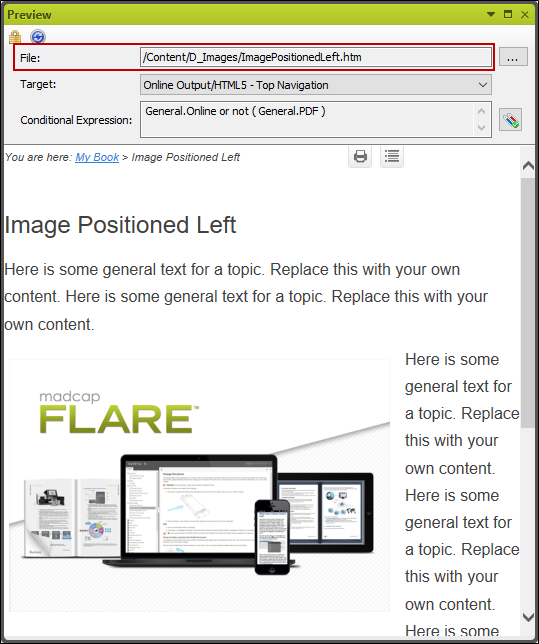 Preview
File: /Content/D_Images/ImagePositionedLeft.htm ...
Target: Online Output/HTML5 - Top Navigation
Conditional Expression: General.Online or not ( General.PDF )
You are here: My Book > Image Positioned Left
Image Positioned Left
Here is some general text for a topic. Replace this with your own
content. Here is some general text for a topic. Replace this with your
own content.
madcap
FLARE™
Here is some
general text for
a topic. Replace
this with your
own content.
Here is some
general text for
a topic. Replace
this with your
own content.
Here is some